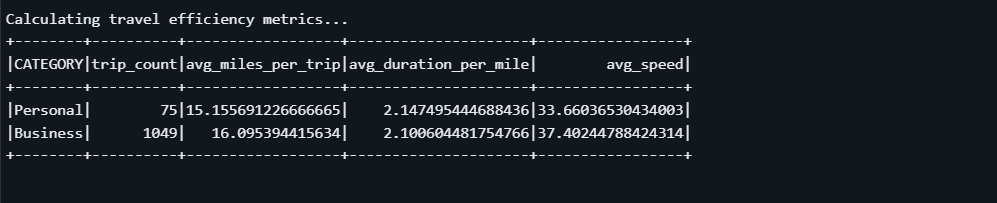 Calculating travel efficiency metrics...
+--------+----------+-----------------+---------------------+----------------+
|CATEGORY|trip_count|avg_miles_per_trip|avg_duration_per_mile|       avg_speed|
+--------+----------+-----------------+---------------------+----------------+
|Personal|        75|15.155691226666665|    2.147495444688436|33.66036530434003|
|Business|      1049|   16.095394415634|    2.100604481754766|37.40244788424314|
+--------+----------+-----------------+---------------------+----------------+